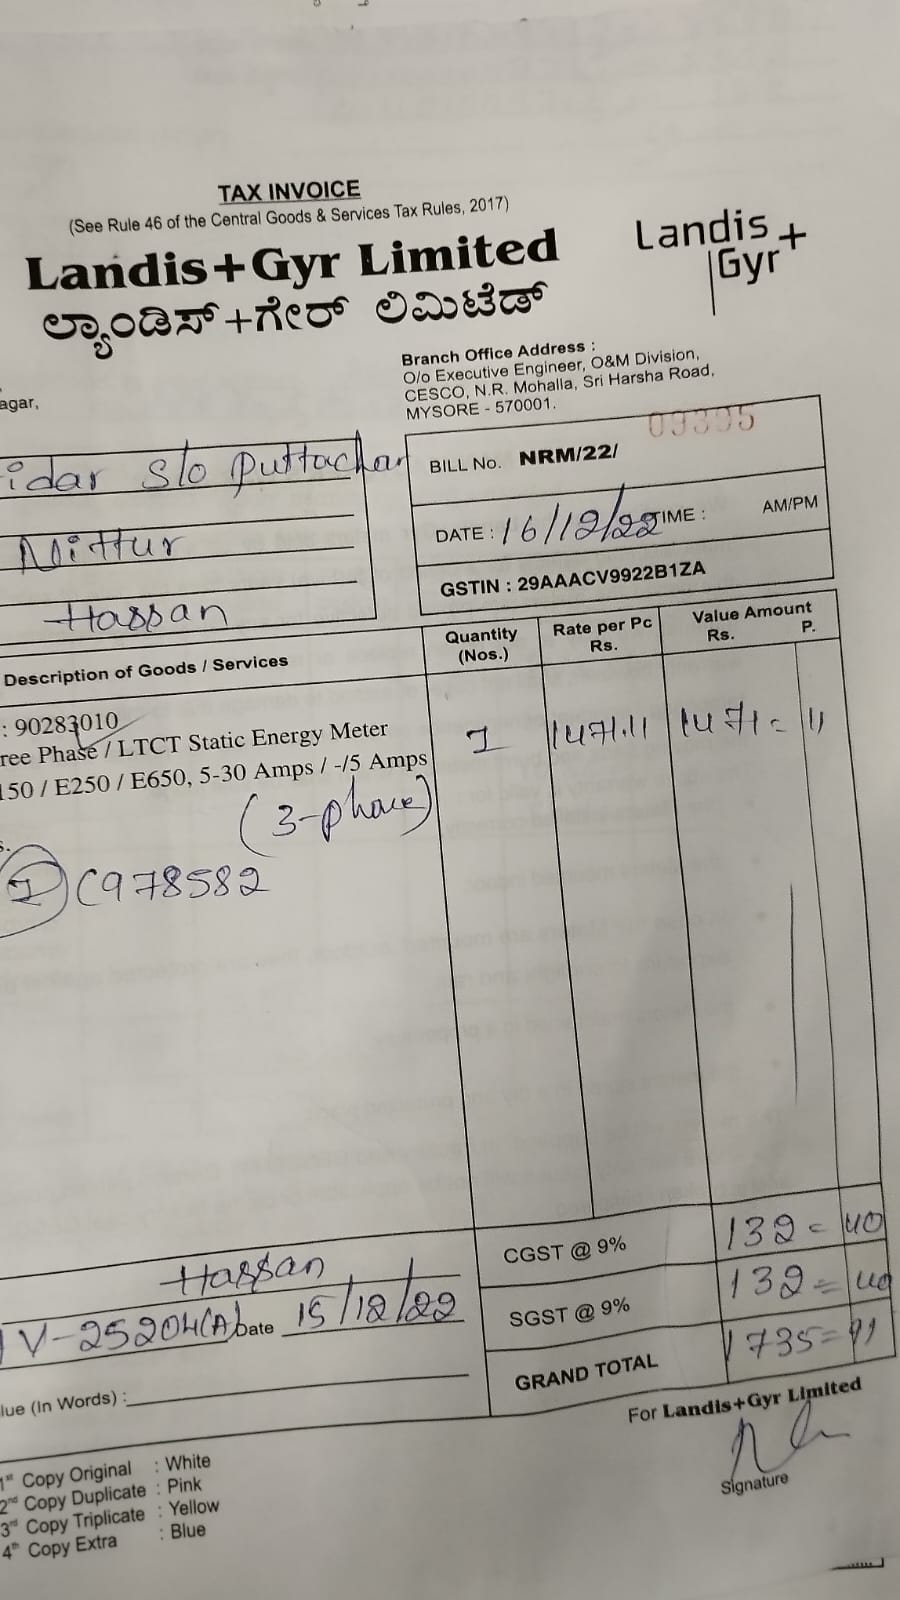 TAX INVOICE
(See Rule 46 of the Central Goods & Services Tax Rules, 2017)
Landis+Gyr Limited
ಲ್ಯಾಂಡಿಸ್+ಗೇರ್ ಲಿಮಿಟೆಡ್
Landis
Gyr+
Branch Office Address :
O/o Executive Engineer, O&M Division,
CESCO, N.R. Mohalla, Sri Harsha Road,
MYSORE - 570001.
agar,
idar S/o Puttachar
Nittur
Hassan
09395
BILL No. NRM/22/
DATE : 16/12/22 TIME : AM/PM
GSTIN : 29AAACV9922B1ZA
Description of Goods / Services Quantity (Nos.) Rate per Pc Rs. Value Amount Rs. P.
: 90283010
ree Phase / LTCT Static Energy Meter 1 1471.11 1471=11
150 / E250 / E650, 5-30 Amps / -/5 Amps
(3-phase)
s.
1) C978582
Hassan
V-25204(A) Date 15/12/22
CGST @ 9% 132=40
SGST @ 9% 132=40
GRAND TOTAL 1735=91
lue (In Words) :
For Landis+Gyr Limited
Signature
1st Copy Original : White
2nd Copy Duplicate : Pink
3rd Copy Triplicate : Yellow
4th Copy Extra : Blue